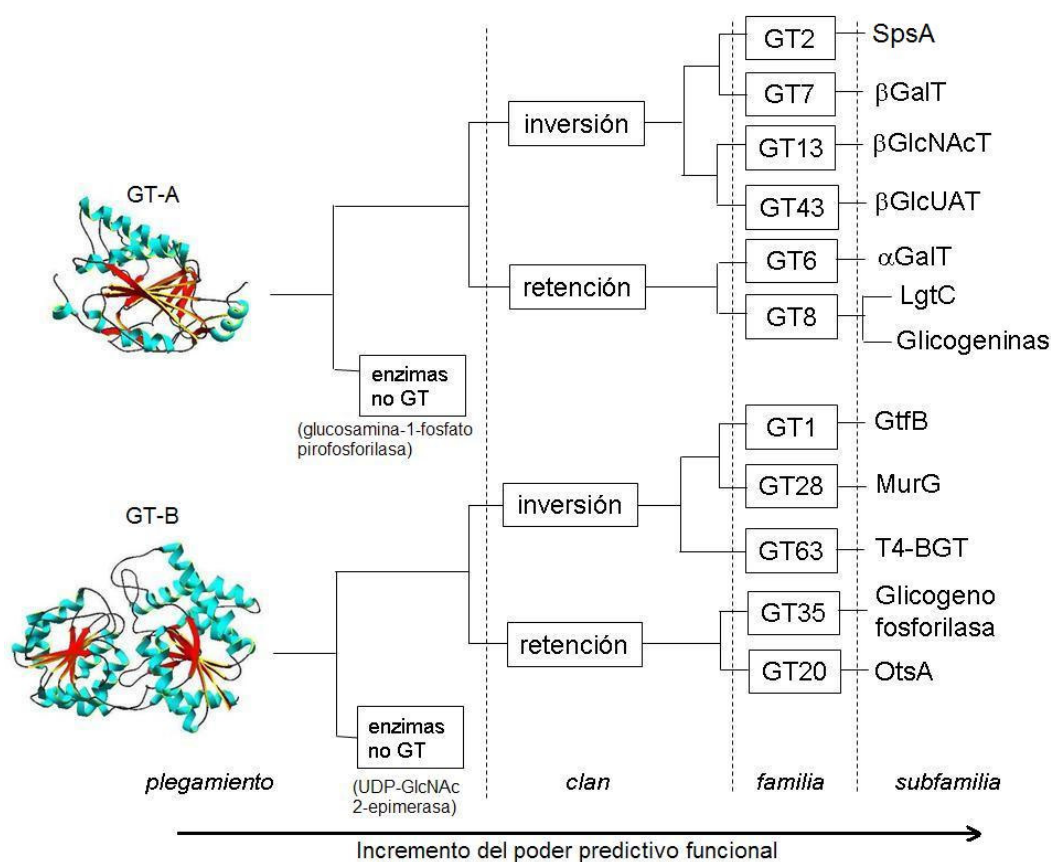 GT-A
enzimas
no GT
(glucosamina-1-fosfato
pirofosforilasa)
inversión
retención
GT2
SpsA
GT7
βGalT
GT13
βGlcNAcT
GT43
βGlcUAT
GT6
αGalT
GT8
LgtC
Glicogeninas
GT-B
enzimas
no GT
(UDP-GlcNAc
2-epimerasa)
inversión
retención
GT1
GtfB
GT28
MurG
GT63
T4-BGT
GT35
Glicogeno
fosforilasa
GT20
OtsA
plegamiento
clan
familia
subfamilia
Incremento del poder predictivo funcional